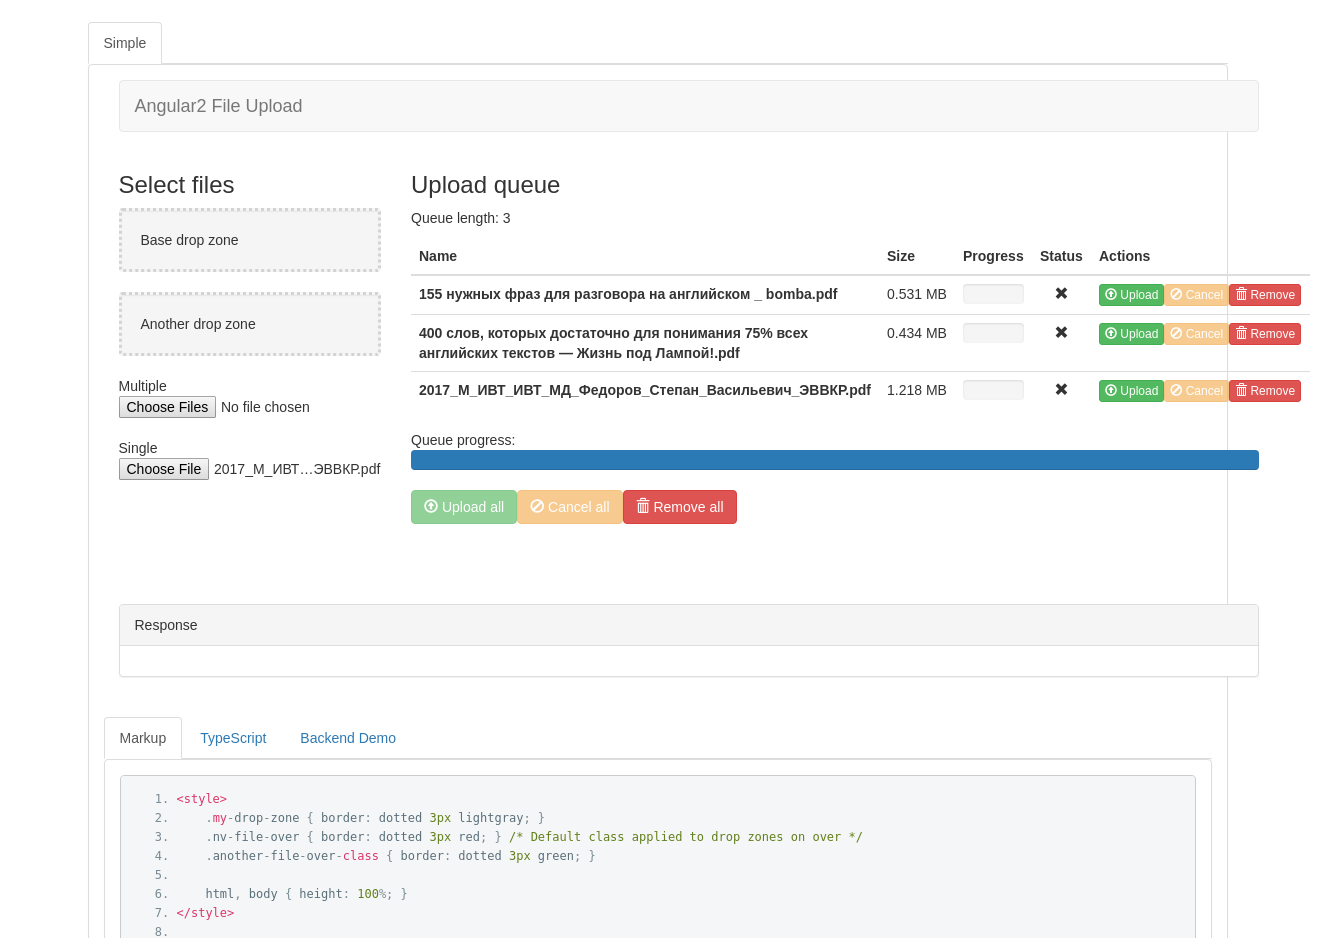 Simple
Angular2 File Upload
Select files
Base drop zone
Another drop zone
Multiple
Choose Files No file chosen
Single
Choose File 2017_М_ИВТ…ЭВВКР.pdf
Upload queue
Queue length: 3
Name Size Progress Status Actions
155 нужных фраз для разговора на английском _ bomba.pdf 0.531 MB Upload Cancel Remove
400 слов, которых достаточно для понимания 75% всех
английских текстов — Жизнь под Лампой!.pdf 0.434 MB Upload Cancel Remove
2017_М_ИВТ_ИВТ_МД_Федоров_Степан_Васильевич_ЭВВКР.pdf 1.218 MB Upload Cancel Remove
Queue progress:
Upload all Cancel all Remove all
Response
Markup TypeScript Backend Demo
1. <style>
2. .my-drop-zone { border: dotted 3px lightgray; }
3. .nv-file-over { border: dotted 3px red; } /* Default class applied to drop zones on over */
4. .another-file-over-class { border: dotted 3px green; }
5.
6. html, body { height: 100%; }
7. </style>
8.